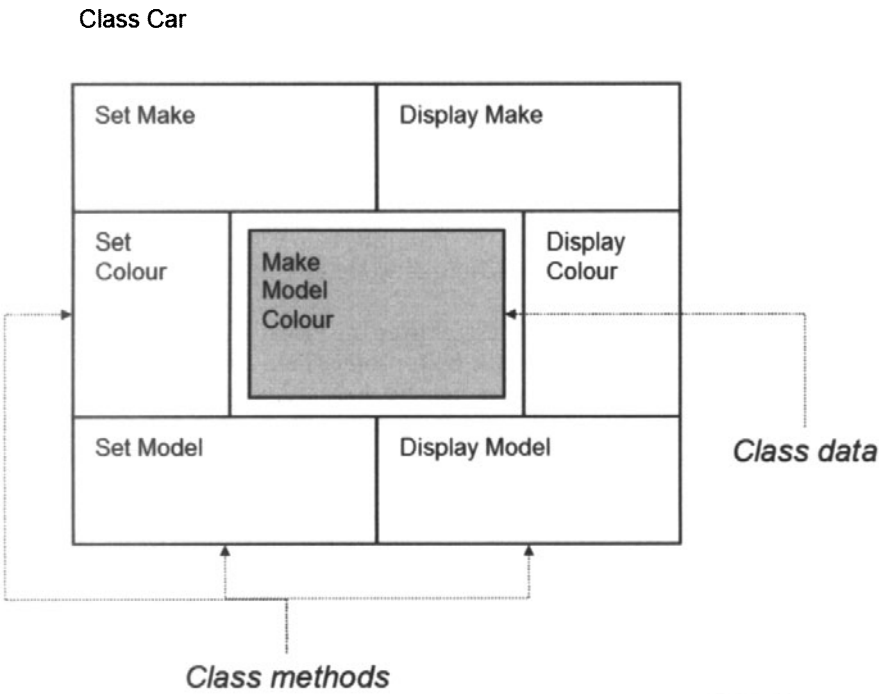 Class Car
Set Make
Display Make
Set
Colour
Make
Model
Colour
Display
Colour
Class data
Set Model
Display Model
Class methods